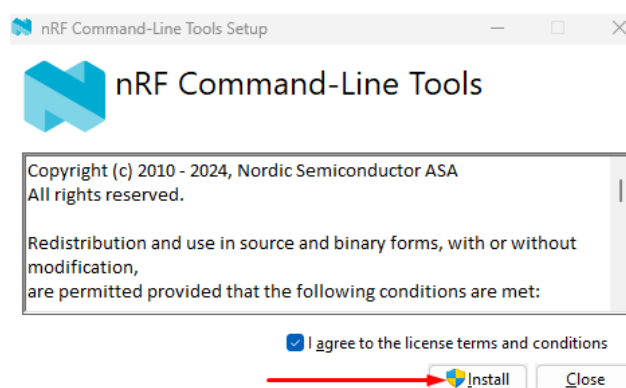 nRF Command-Line Tools Setup
nRF Command-Line Tools
Copyright (c) 2010 - 2024, Nordic Semiconductor ASA
All rights reserved.
Redistribution and use in source and binary forms, with or without
modification,
are permitted provided that the following conditions are met:
I agree to the license terms and conditions
Install
Close